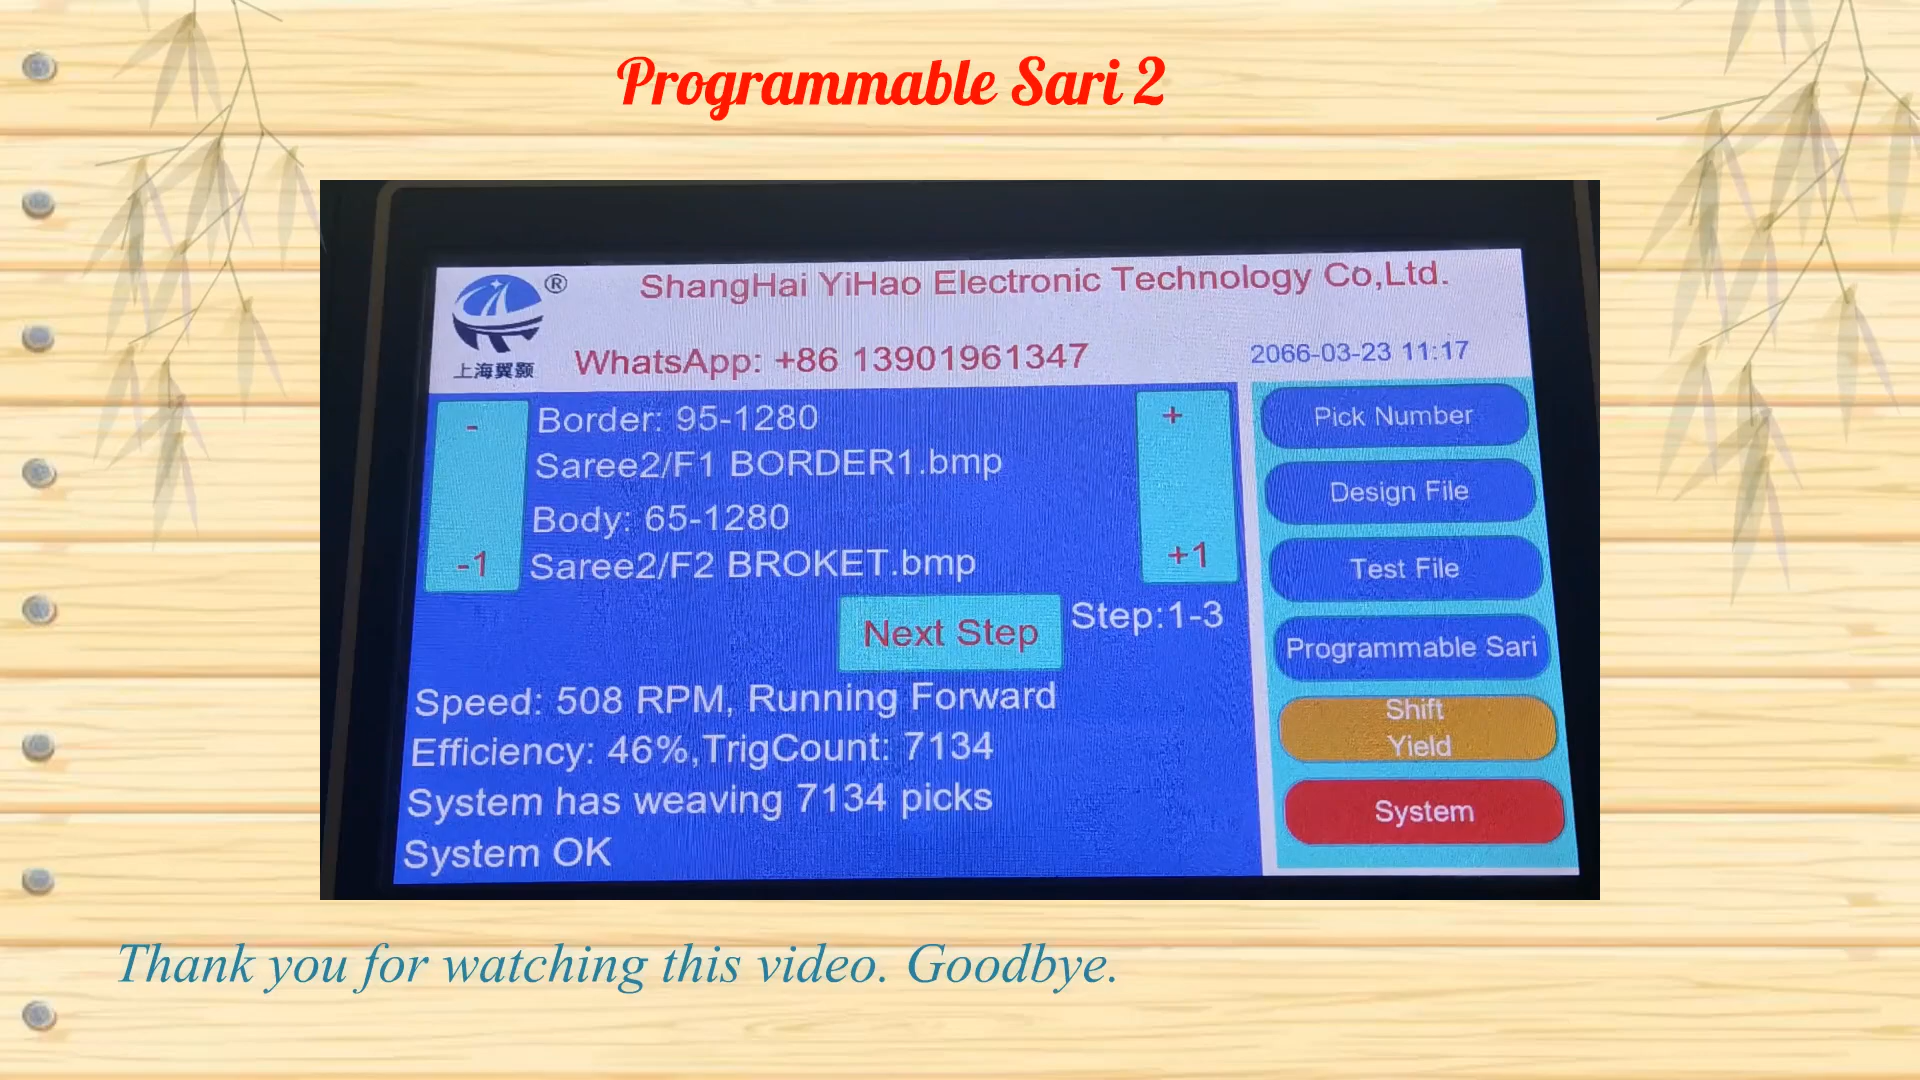 Programmable Sari 2
®
ShangHai YiHao Electronic Technology Co,Ltd.
上海翼颢
WhatsApp: +86 13901961347
2066-03-23 11:17
-
Border: 95-1280
+
Saree2/F1 BORDER1.bmp
Body: 65-1280
-1
Saree2/F2 BROKET.bmp
+1
Next Step
Step:1-3
Speed: 508 RPM, Running Forward
Efficiency: 46%,TrigCount: 7134
System has weaving 7134 picks
System OK
Pick Number
Design File
Test File
Programmable Sari
Shift
Yield
System
Thank you for watching this video. Goodbye.